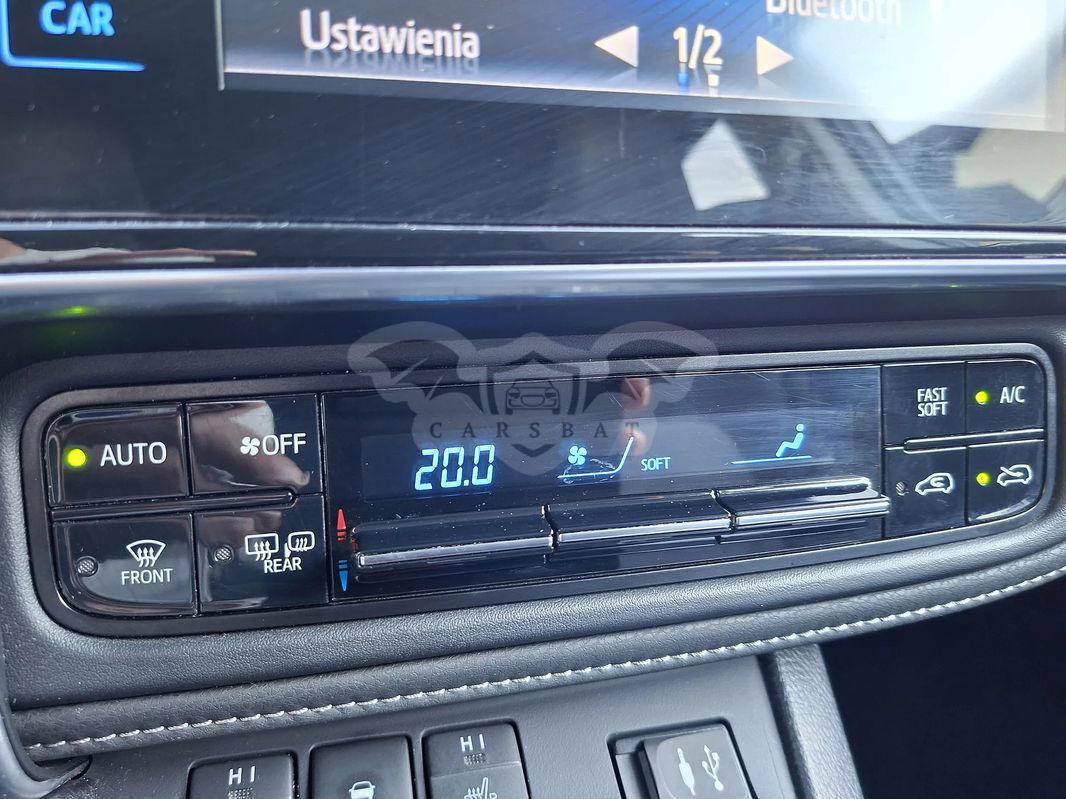 CAR
Ustawienia
1/2
Bluetooth
AUTO
OFF
FRONT
REAR
20.0
SOFT
FAST
SOFT
A/C
CARSBAT
HI
HI